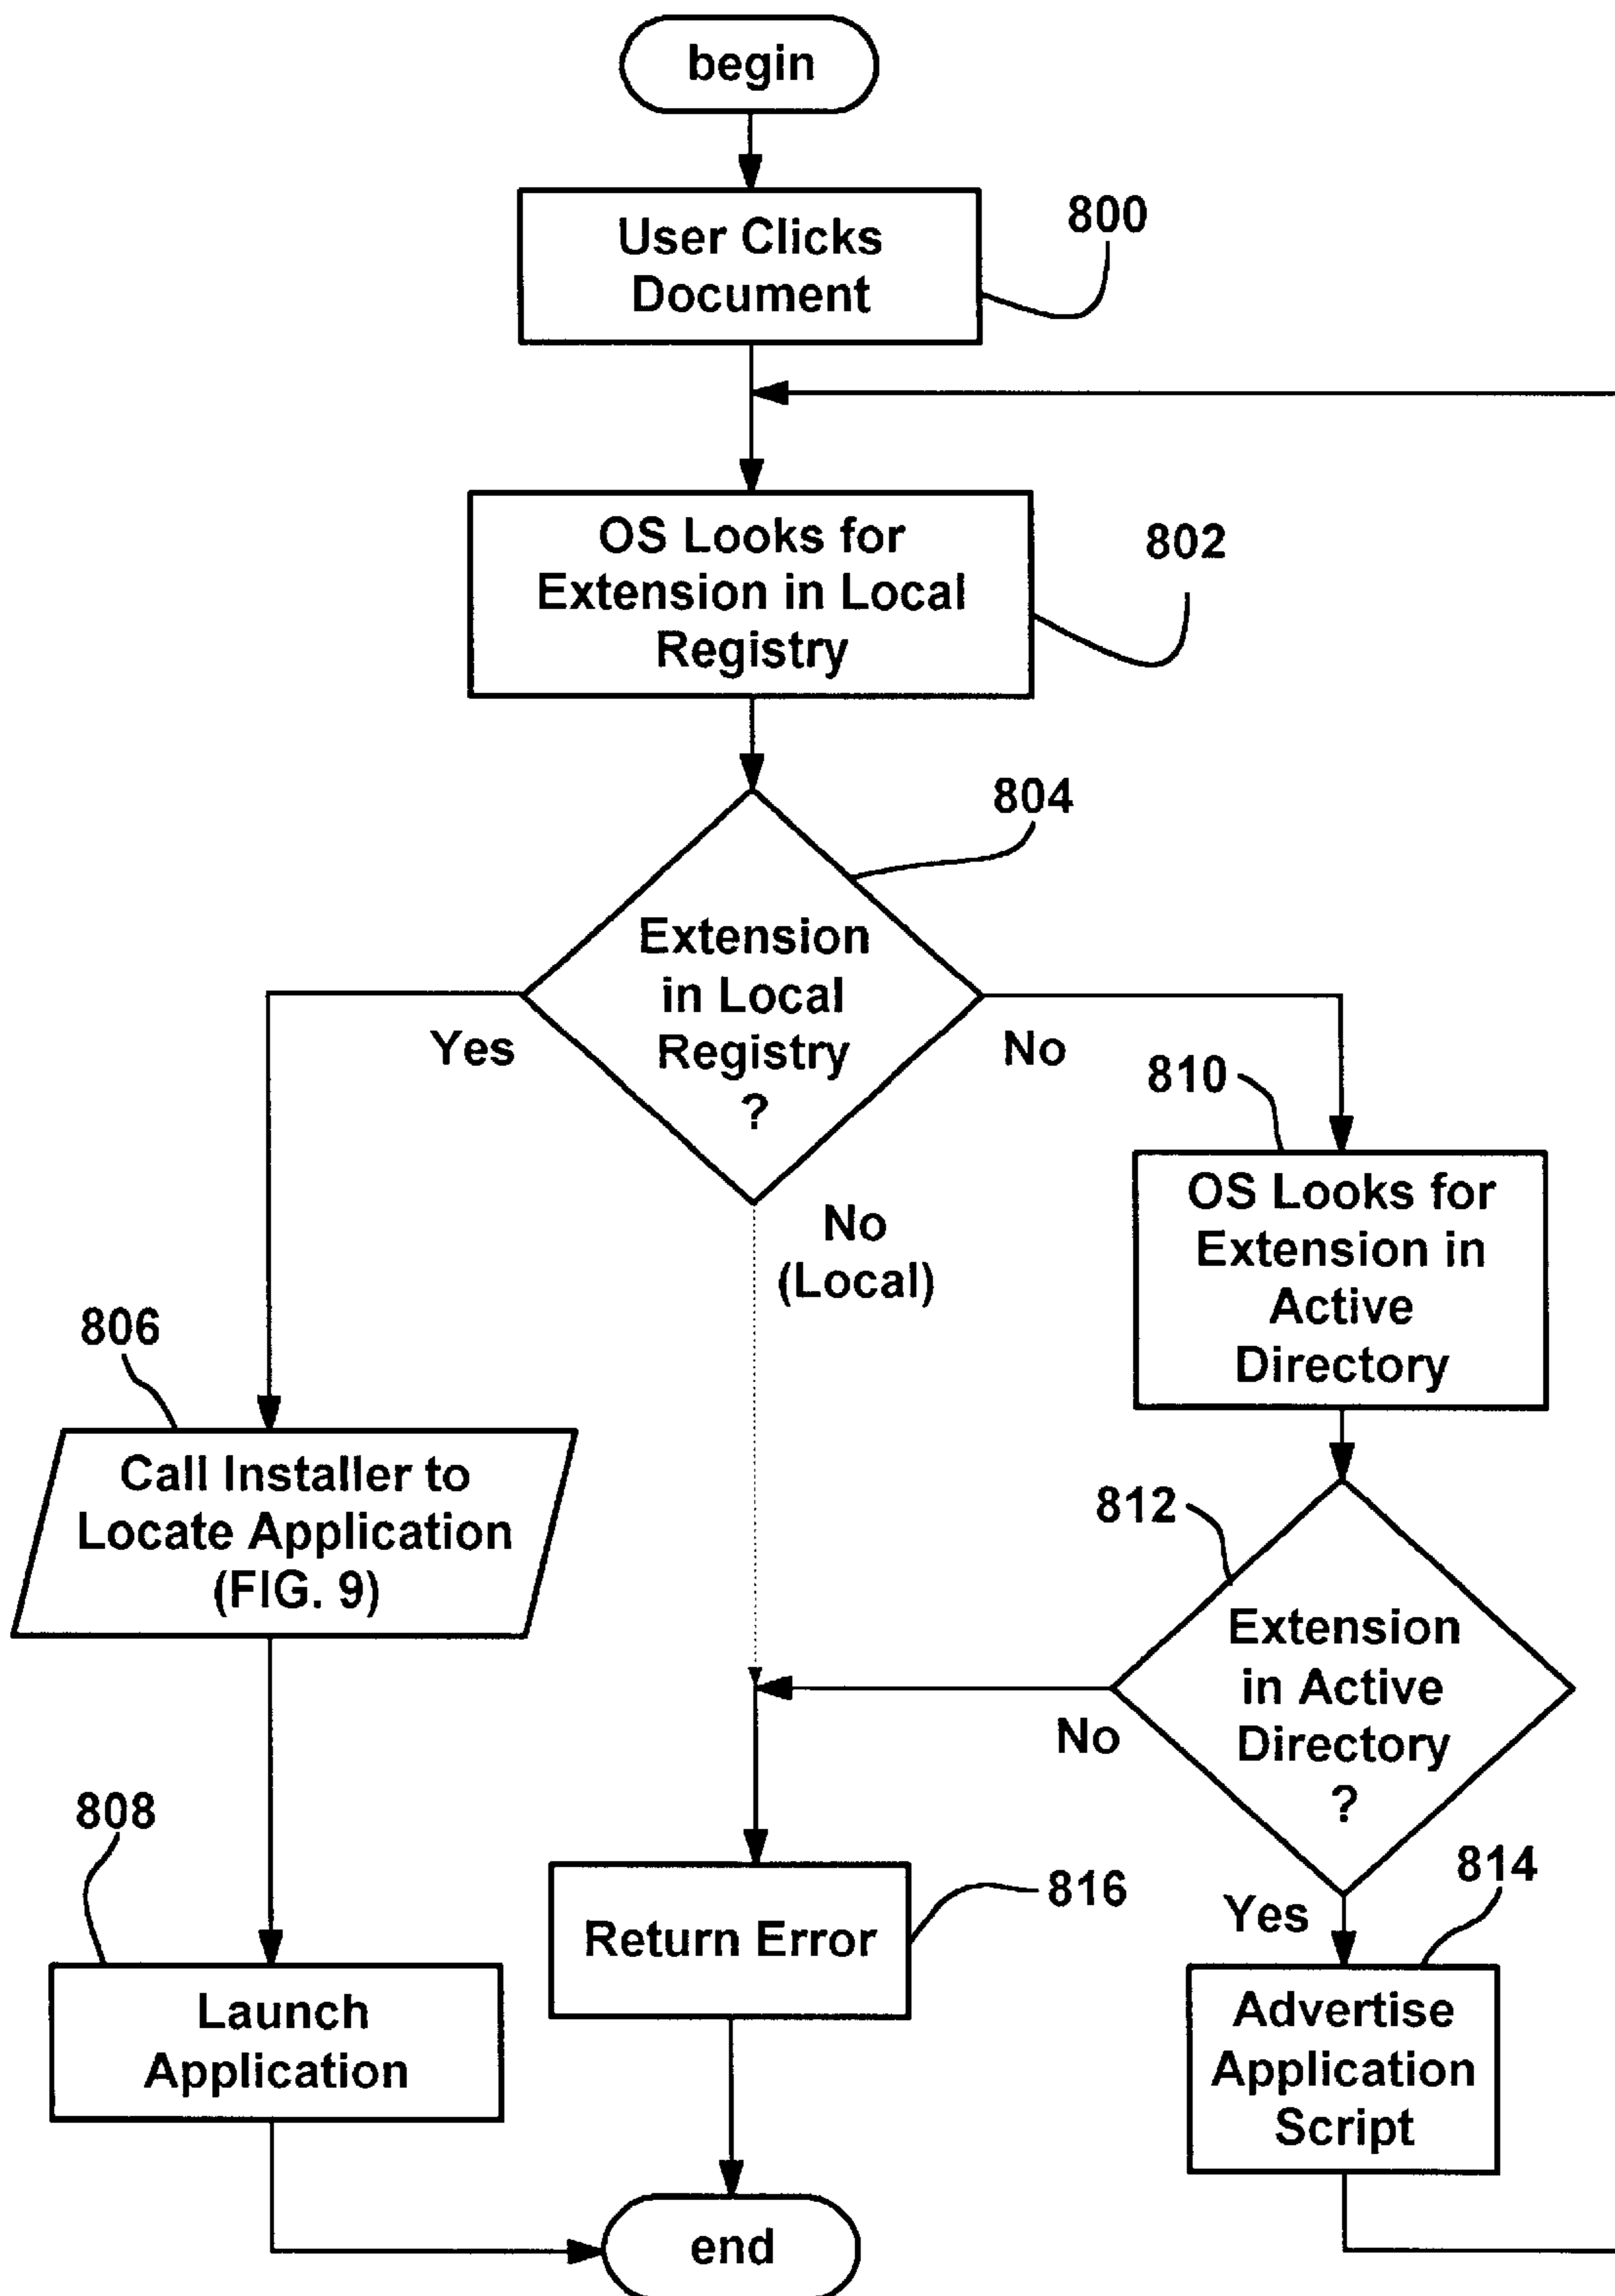 begin
User Clicks
Document
800
OS Looks for
Extension in Local
Registry
802
804
Extension
in Local
Registry
?
Yes
No
810
No
(Local)
OS Looks for
Extension in
Active
Directory
806
Call Installer to
Locate Application
(FIG. 9)
812
Extension
in Active
Directory
?
No
808
816
814
Yes
Return Error
Launch
Application
Advertise
Application
Script
end